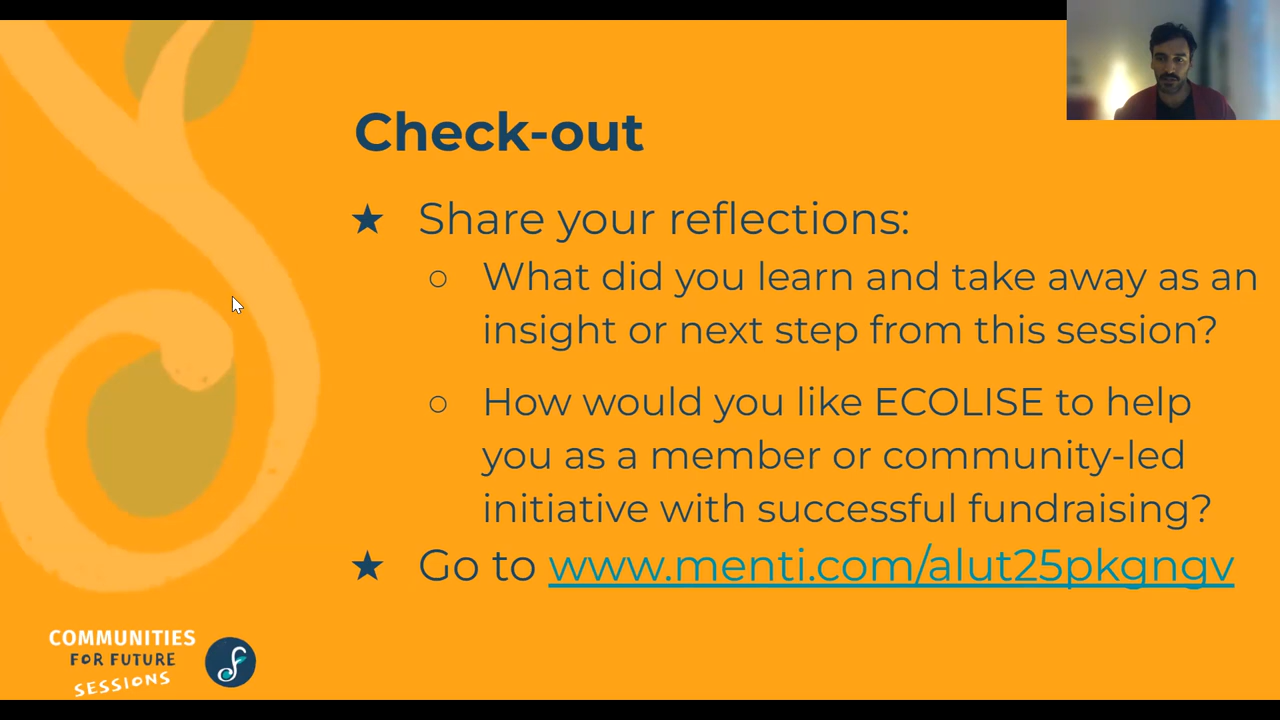 Check-out
★ Share your reflections:
○ What did you learn and take away as an
insight or next step from this session?
○ How would you like ECOLISE to help
you as a member or community-led
initiative with successful fundraising?
★ Go to www.menti.com/alut25pkgngv
COMMUNITIES
FOR FUTURE
SESSIONS